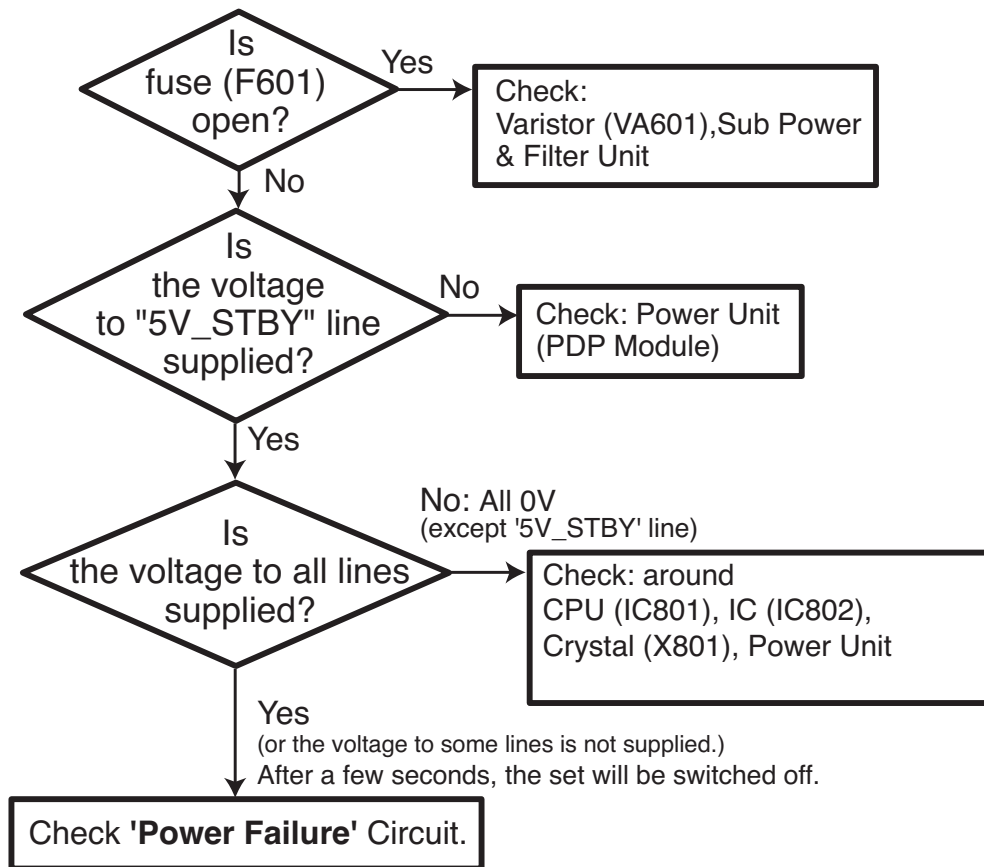 Is
fuse (F601)
open?
Yes
Check:
Varistor (VA601),Sub Power
& Filter Unit
No
Is
the voltage
to "5V_STBY" line
supplied?
No
Check: Power Unit
(PDP Module)
Yes
Is
the voltage to all lines
supplied?
No: All 0V
(except '5V_STBY' line)
Check: around
CPU (IC801), IC (IC802),
Crystal (X801), Power Unit
Yes
(or the voltage to some lines is not supplied.)
After a few seconds, the set will be switched off.
Check 'Power Failure' Circuit.